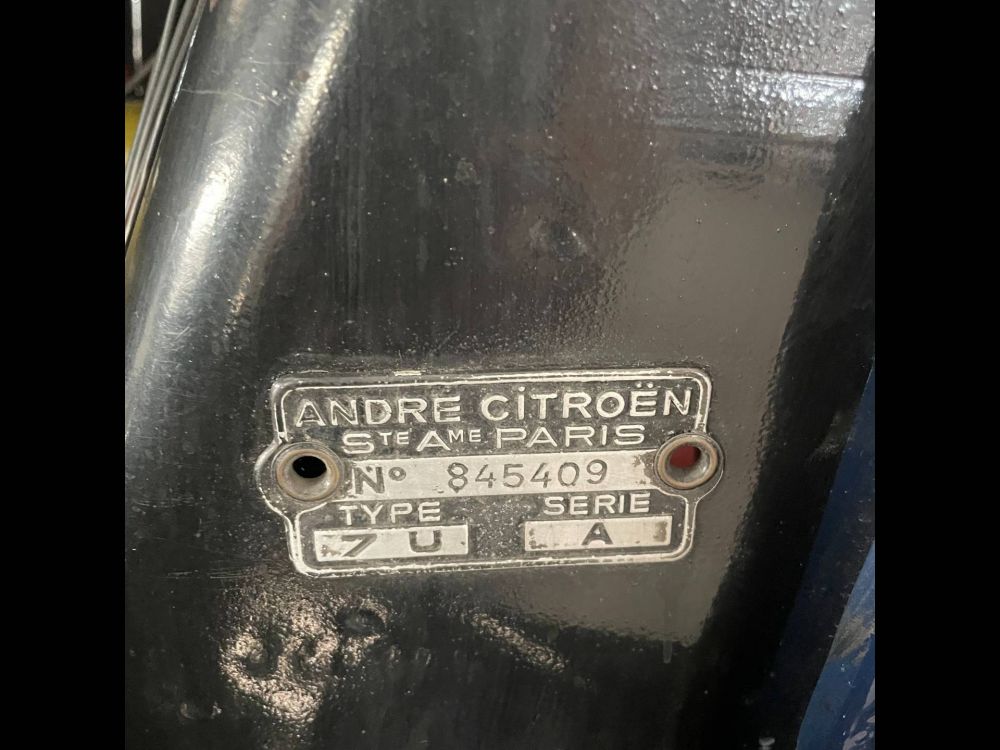 ANDRE CiTROËN
STE AME PARIS
Nº 845409
TYPE SERIE
7 U A